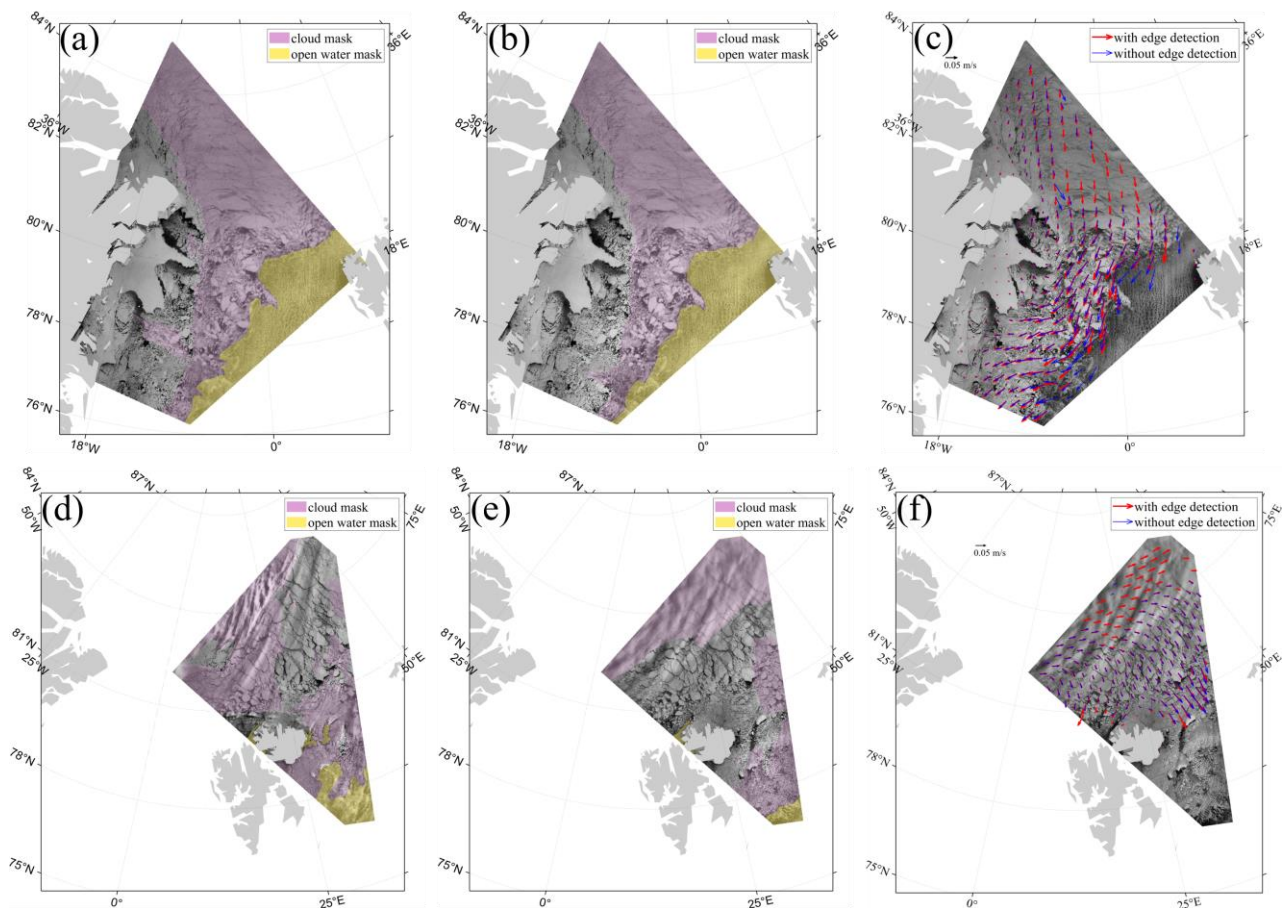 (a)
cloud mask
open water mask
84°N
36°E
36°W
82°N
80°N
18°E
78°N
76°N
18°W
0°
(b)
cloud mask
open water mask
84°N
36°E
36°W
82°N
80°N
18°E
78°N
76°N
18°W
0°
(c)
with edge detection
without edge detection
0.05 m/s
84°N
36°E
36°W
82°N
80°N
18°E
78°N
76°N
18°W
0°
(d)
cloud mask
open water mask
84°N
87°N
75°E
50°W
81°N
25°W
50°E
78°N
75°N
0°
25°E
(e)
cloud mask
open water mask
84°N
87°N
75°E
50°W
81°N
25°W
50°E
78°N
75°N
0°
25°E
(f)
with edge detection
without edge detection
0.05 m/s
84°N
87°N
75°E
50°W
81°N
25°W
50°E
78°N
75°N
0°
25°E